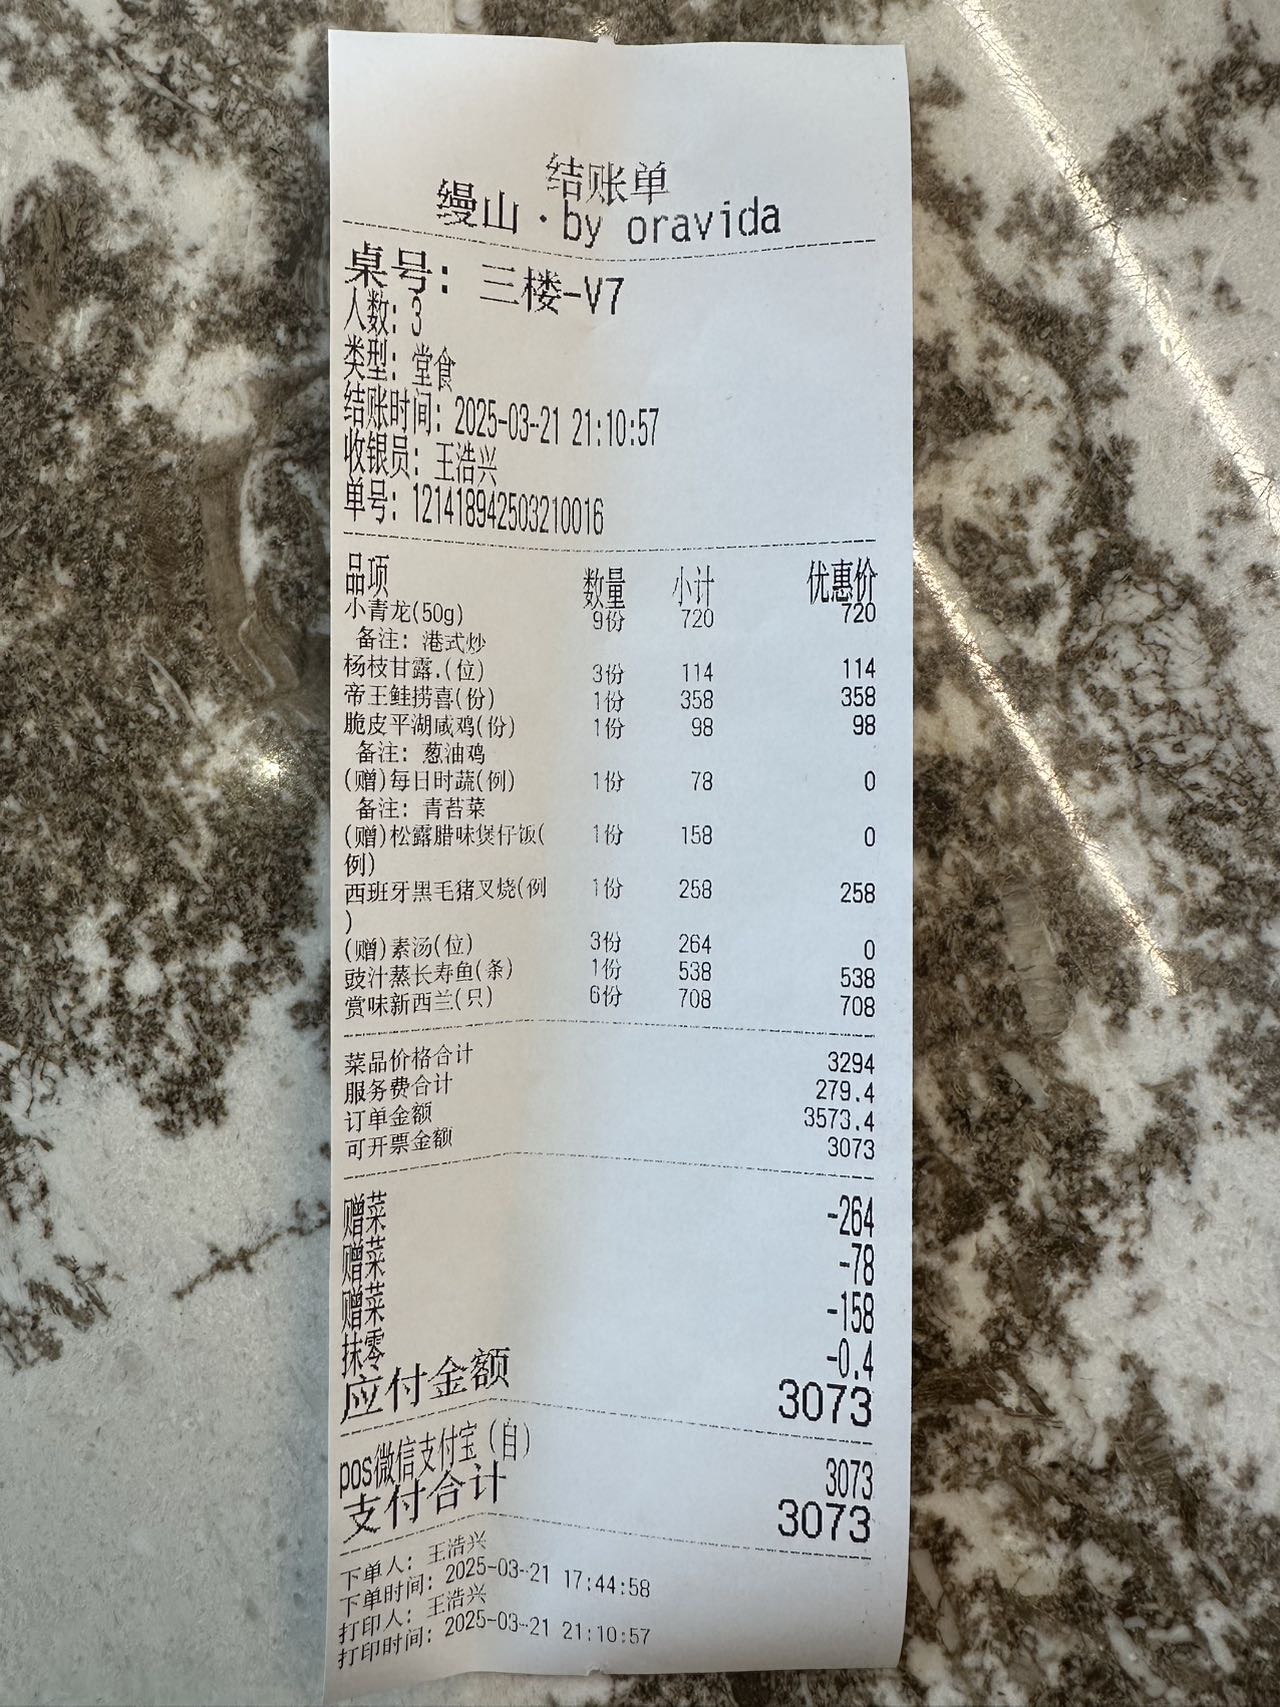 结账单
缦山·by oravida
桌号: 三楼-V7
人数: 3
类型: 堂食
结账时间: 2025-03-21 21:10:57
收银员: 王浩兴
单号: 121418942503210016
品项 数量 小计 优惠价
小青龙(50g) 9份 720 720
备注: 港式炒
杨枝甘露.(位) 3份 114 114
帝王鲑捞喜(份) 1份 358 358
脆皮平湖咸鸡(份) 1份 98 98
备注: 葱油鸡
(赠)每日时蔬(例) 1份 78 0
备注: 青苔菜
(赠)松露腊味煲仔饭( 1份 158 0
例)
西班牙黑毛猪叉烧(例 1份 258 258
)
(赠)素汤(位) 3份 264 0
豉汁蒸长寿鱼(条) 1份 538 538
赏味新西兰(只) 6份 708 708
菜品价格合计 3294
服务费合计 279.4
订单金额 3573.4
可开票金额 3073
赠菜 -264
赠菜 -78
赠菜 -158
抹零 -0.4
应付金额 3073
pos微信支付宝(自) 3073
支付合计 3073
下单人: 王浩兴
下单时间: 2025-03-21 17:44:58
打印人: 王浩兴
打印时间: 2025-03-21 21:10:57